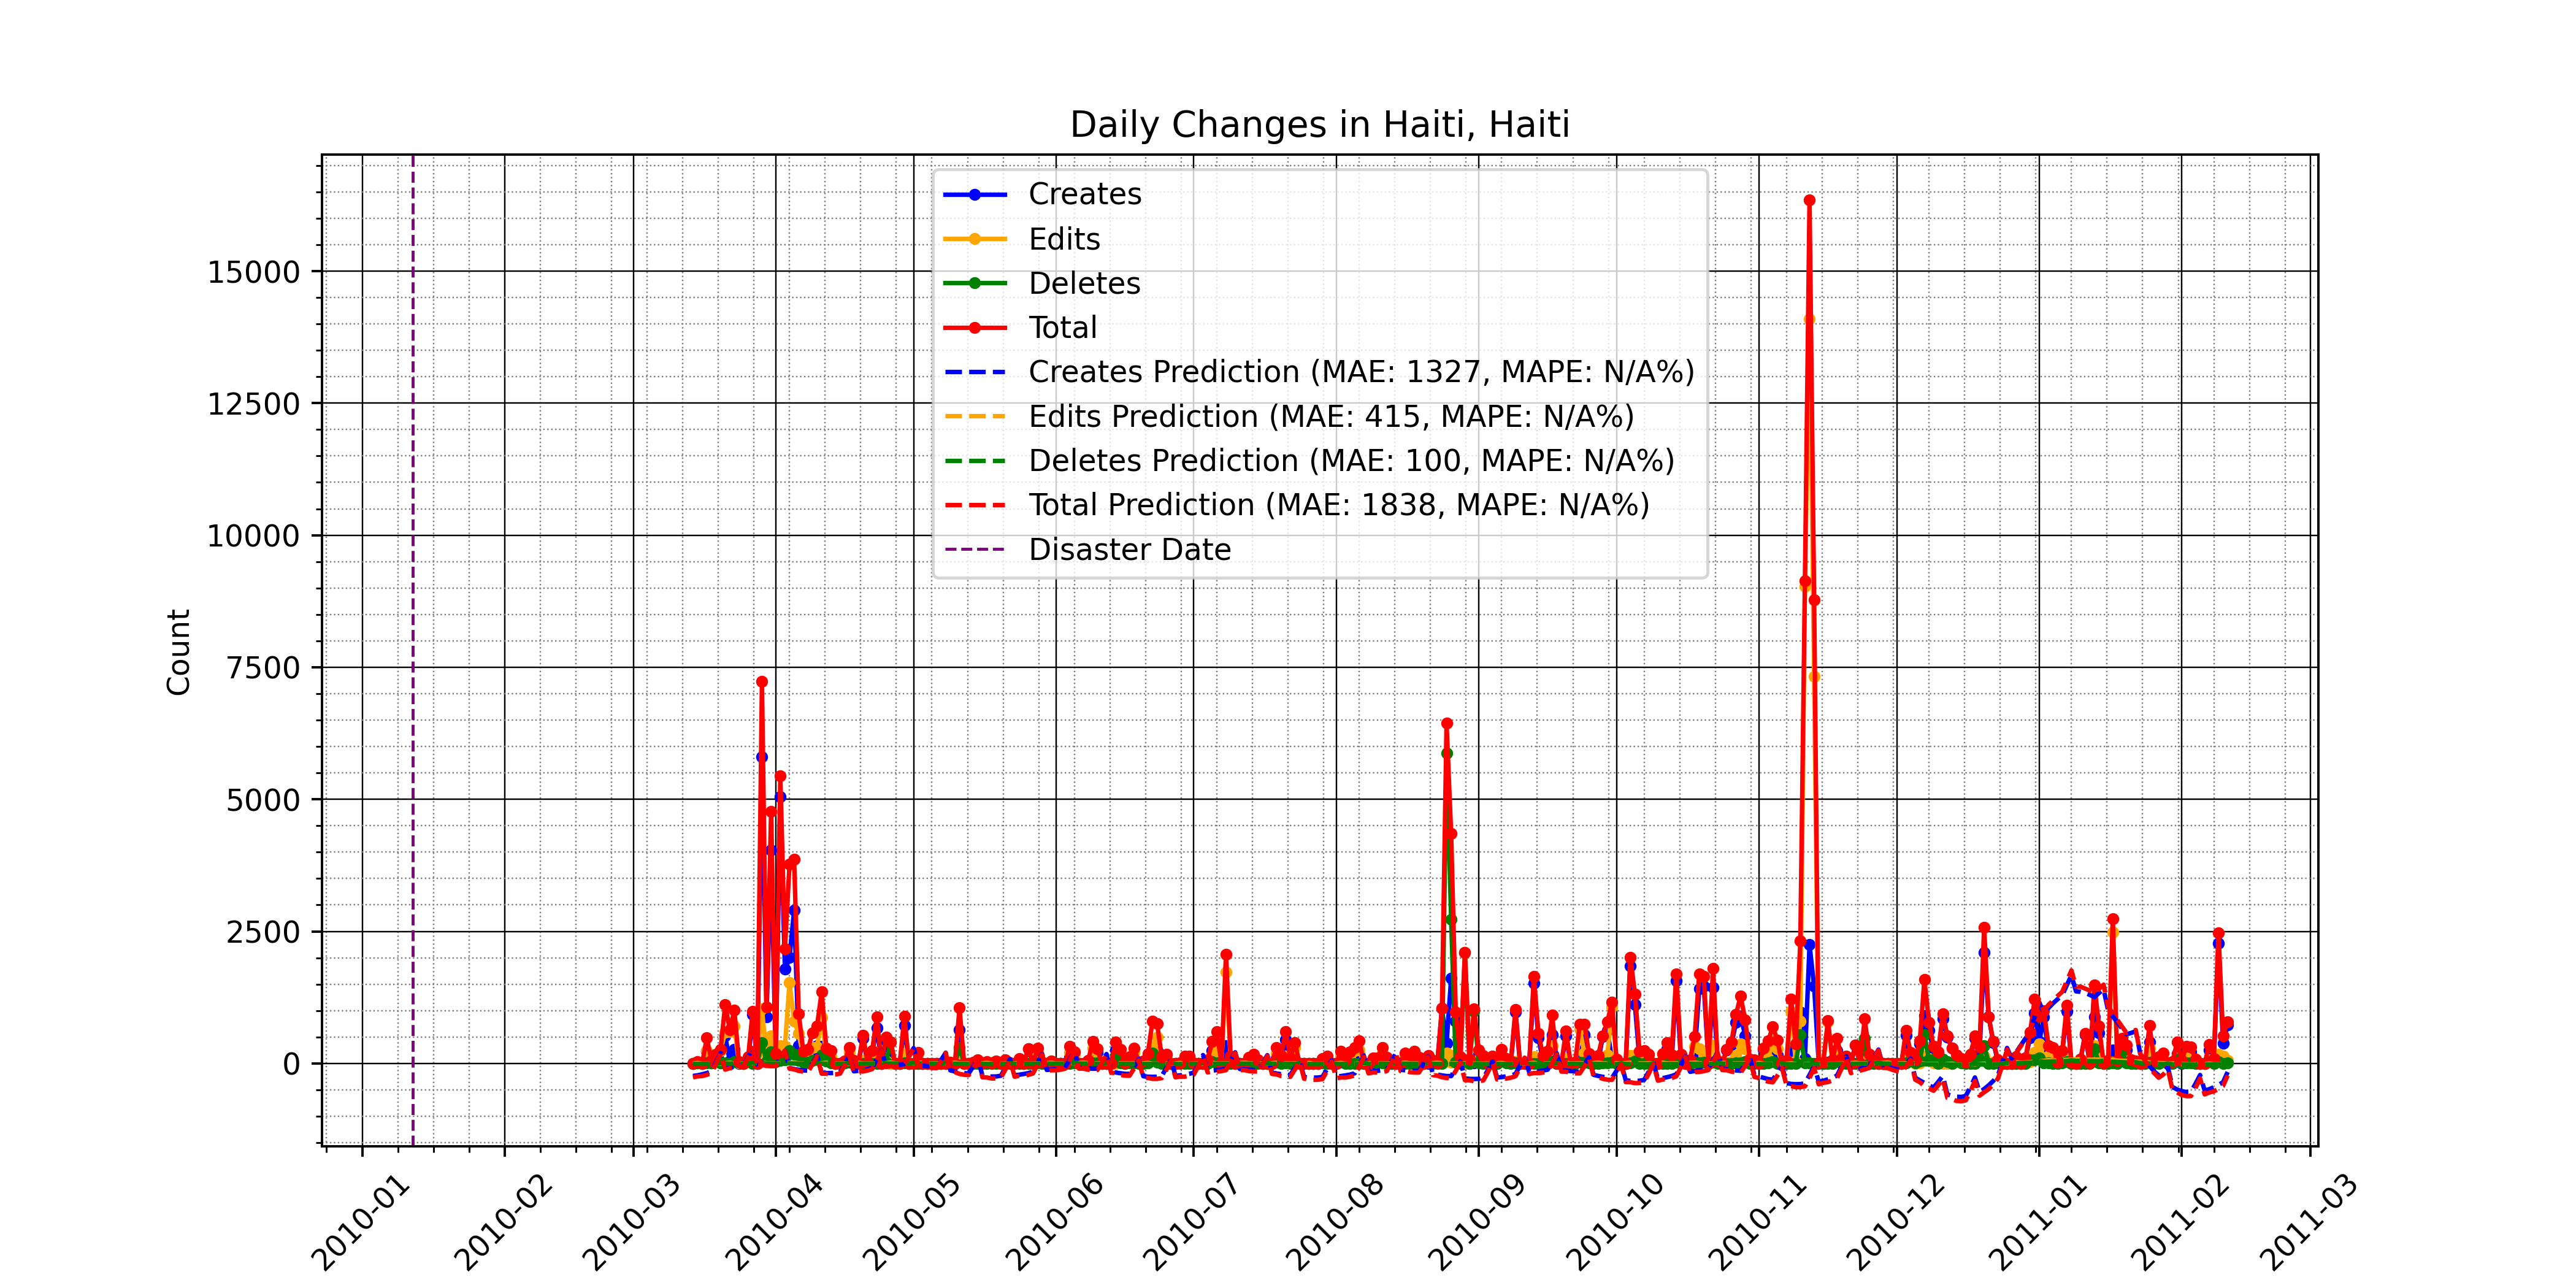 Daily Changes in Haiti, Haiti
Creates
Edits
Deletes
Total
Creates Prediction (MAE: 1327, MAPE: N/A%)
Edits Prediction (MAE: 415, MAPE: N/A%)
Deletes Prediction (MAE: 100, MAPE: N/A%)
Total Prediction (MAE: 1838, MAPE: N/A%)
Disaster Date
Count
15000
12500
10000
7500
5000
2500
0
2010-01
2010-02
2010-03
2010-04
2010-05
2010-06
2010-07
2010-08
2010-09
2010-10
2010-11
2010-12
2011-01
2011-02
2011-03